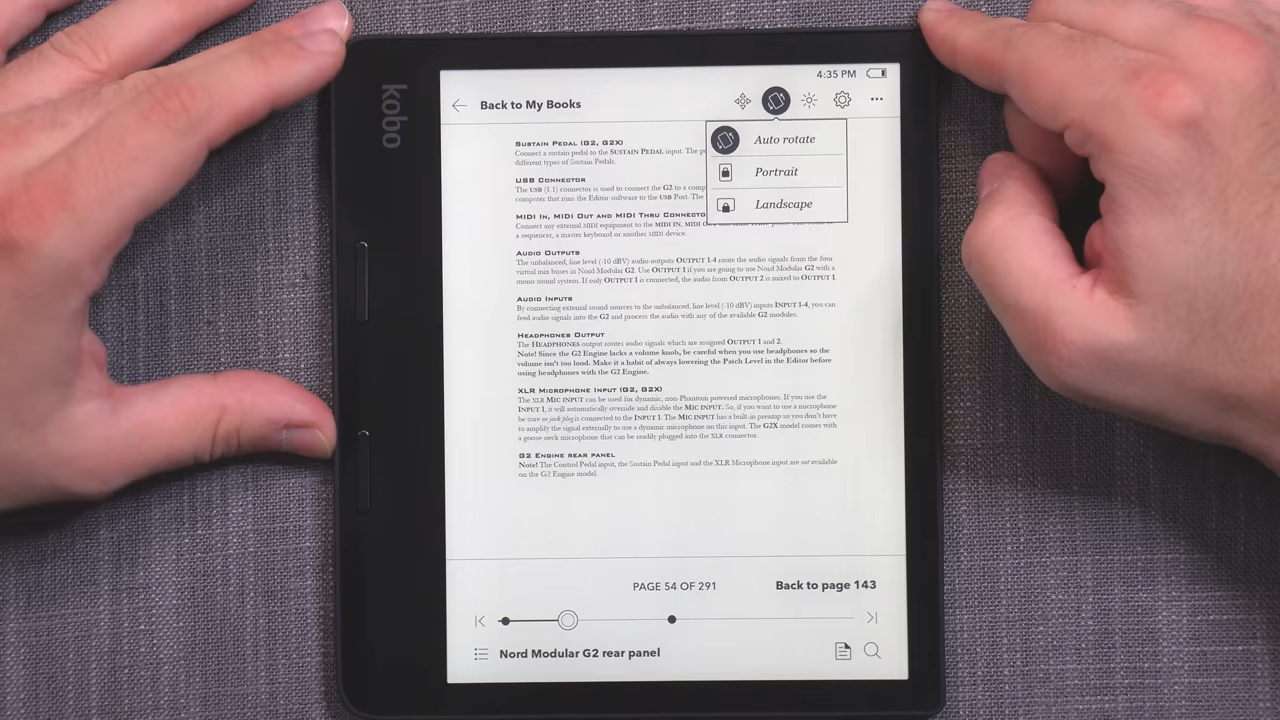 kobo
4:35 PM
Back to My Books
Auto rotate
Portrait
Landscape
SUSTAIN PEDAL (G2, G2X)
Connect a sustain pedal to the SUSTAIN PEDAL input. The
different types of Sustain Pedals.
USB CONNECTOR
The USB (1.1) connector is used to connect the G2 to a
computer that runs the Editor software to the USB Port. The
MIDI IN, MIDI OUT AND MIDI THRU
Connect any external MIDI equipment to the MIDI IN, MIDI
a sequencer, a master keyboard or another MIDI device.
AUDIO OUTPUTS
The unbalanced, line level (-10 dBV) audio outputs OUTPUT 1-4 route the audio signals from the four
virtual mix buses in Nord Modular G2. Use OUTPUT 1 if you are going to use Nord Modular G2 with a
mono sound system. If only OUTPUT 1 is connected, the audio from OUTPUT 2 is mixed to OUTPUT 1.
AUDIO INPUTS
By connecting external sound sources to the unbalanced, line level (-10 dBV) inputs INPUT 1-4, you can
feed audio signals into the G2 and process the audio with any of the available G2 modules.
HEADPHONES OUTPUT
The HEADPHONES output routes audio signals which are assigned OUTPUT 1 and 2.
Note! Since the G2 Engine lacks a volume knob, be careful when you use headphones so the
volume isn't too loud. Make it a habit of always lowering the Patch Level in the Editor before
using headphones with the G2 Engine.
XLR MICROPHONE INPUT (G2, G2X)
The XLR MIC INPUT can be used for dynamic, non-Phantom powered microphones. If you use the
INPUT 1, it will automatically override and disable the MIC INPUT. So, if you want to use a microphone
be sure no jack plug is connected to the INPUT 1. The MIC INPUT has a built-in preamp so you don't have
to amplify the signal externally to use a dynamic microphone on this input. The G2X model comes with
a goose-neck microphone that can be readily plugged into the XLR connector.
G2 ENGINE REAR PANEL
Note! The Control Pedal input, the Sustain Pedal input and the XLR Microphone input are not available
on the G2 Engine model.
PAGE 54 OF 291
Back to page 143
Nord Modular G2 rear panel